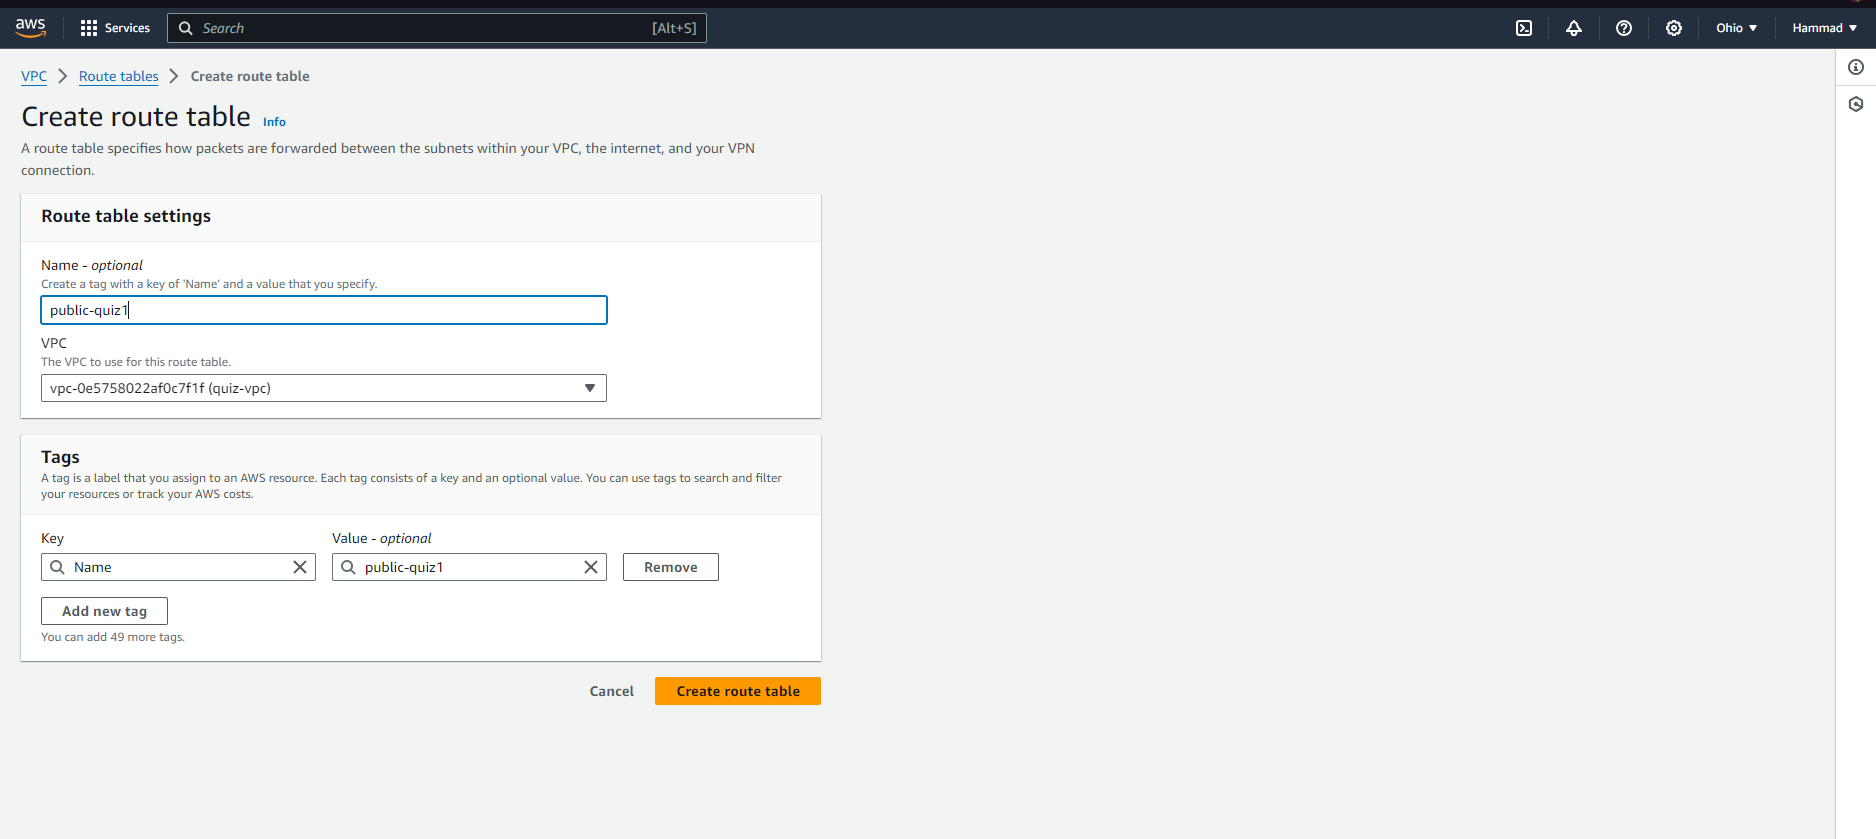 aws
Services
Search
[Alt+S]
Ohio
Hammad
VPC
Route tables
Create route table
Create route table
Info
A route table specifies how packets are forwarded between the subnets within your VPC, the internet, and your VPN
connection.
Route table settings
Name - optional
Create a tag with a key of 'Name' and a value that you specify.
public-quiz1
VPC
The VPC to use for this route table.
vpc-0e5758022af0c7f1f (quiz-vpc)
Tags
A tag is a label that you assign to an AWS resource. Each tag consists of a key and an optional value. You can use tags to search and filter
your resources or track your AWS costs.
Key
Value - optional
Name
public-quiz1
Remove
Add new tag
You can add 49 more tags.
Cancel
Create route table